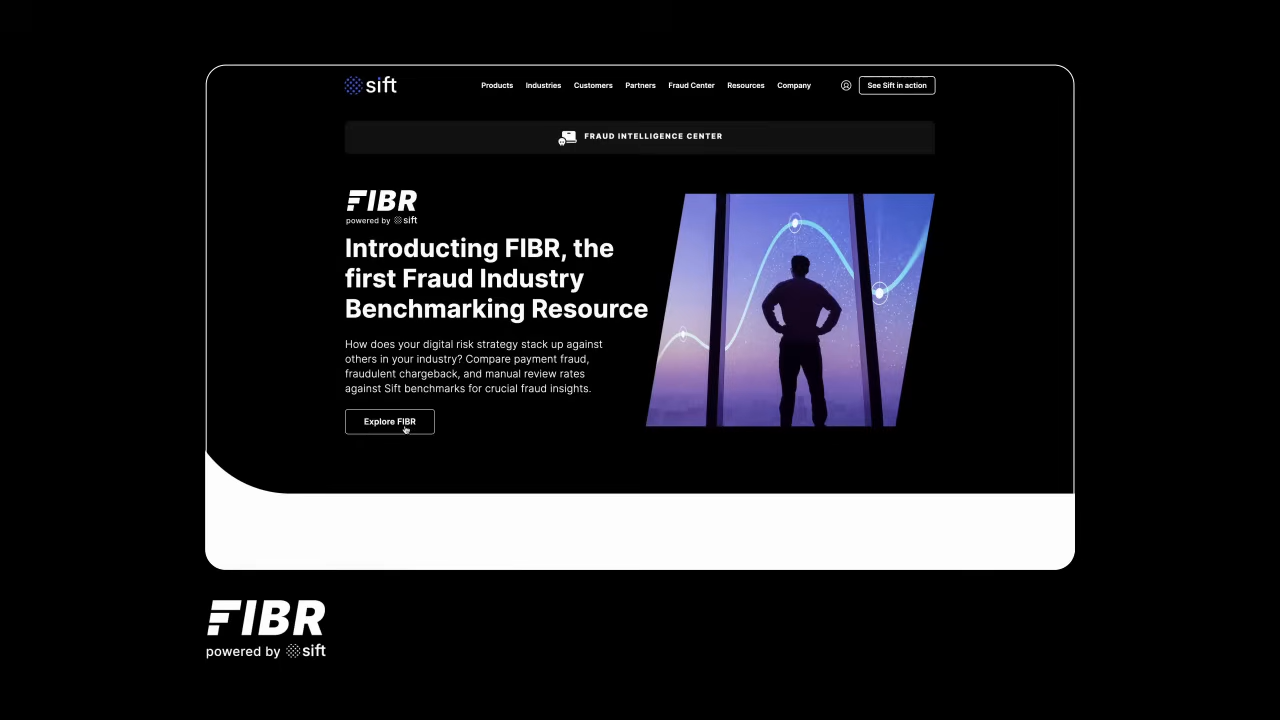 sift
Products Industries Customers Partners Fraud Center Resources Company See Sift in action
FRAUD INTELLIGENCE CENTER
FIBR
powered by sift
Introducting FIBR, the
first Fraud Industry
Benchmarking Resource
How does your digital risk strategy stack up against
others in your industry? Compare payment fraud,
fraudulent chargeback, and manual review rates
against Sift benchmarks for crucial fraud insights.
Explore FIBR
FIBR
powered by sift